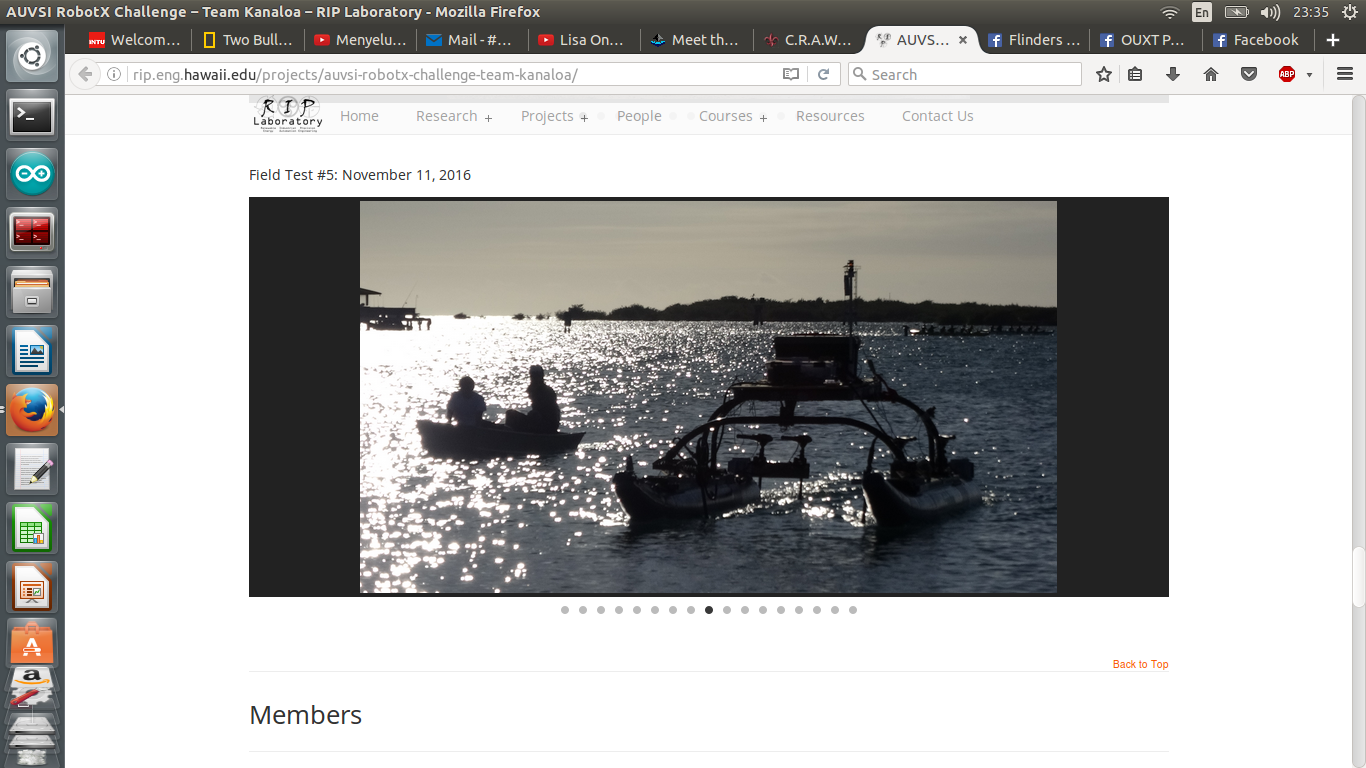 AUVSI RobotX Challenge – Team Kanaloa – RIP Laboratory - Mozilla Firefox
En
23:35
INTU Welcom…
Two Bull…
Menyelu…
Mail - #…
Lisa On…
Meet th…
C.R.A.W…
AUVS…
Flinders …
OUXT P…
Facebook
rip.eng.hawaii.edu/projects/auvsi-robotx-challenge-team-kanaloa/
Search
ABP
RIP
Laboratory
Home
Research +
Projects +
People
Courses +
Resources
Contact Us
Field Test #5: November 11, 2016
Back to Top
Members